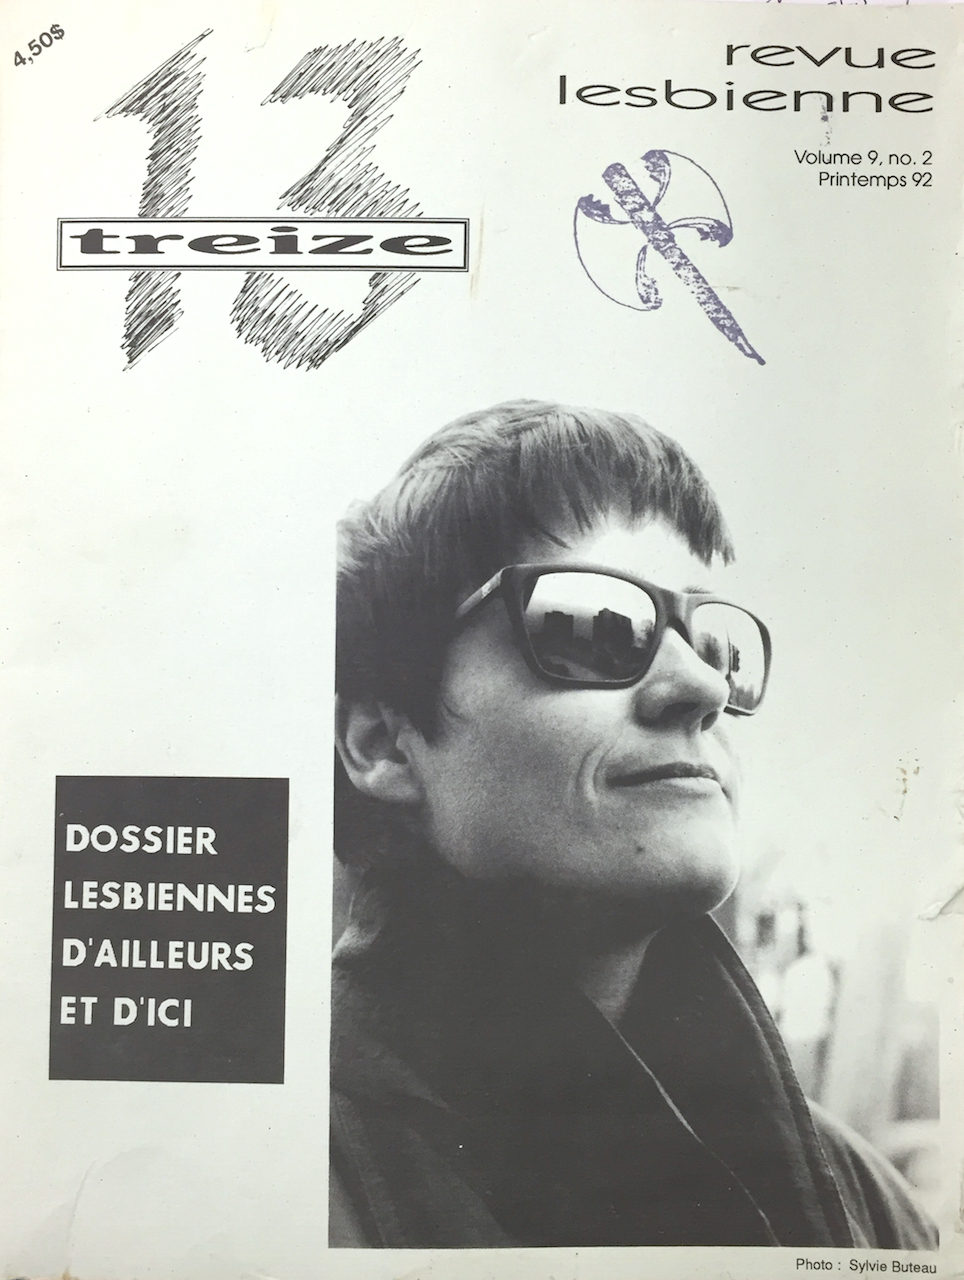 4,50$
13
treize
revue
lesbienne
Volume 9, no. 2
Printemps 92
DOSSIER
LESBIENNES
D'AILLEURS
ET D'ICI
Photo : Sylvie Buteau